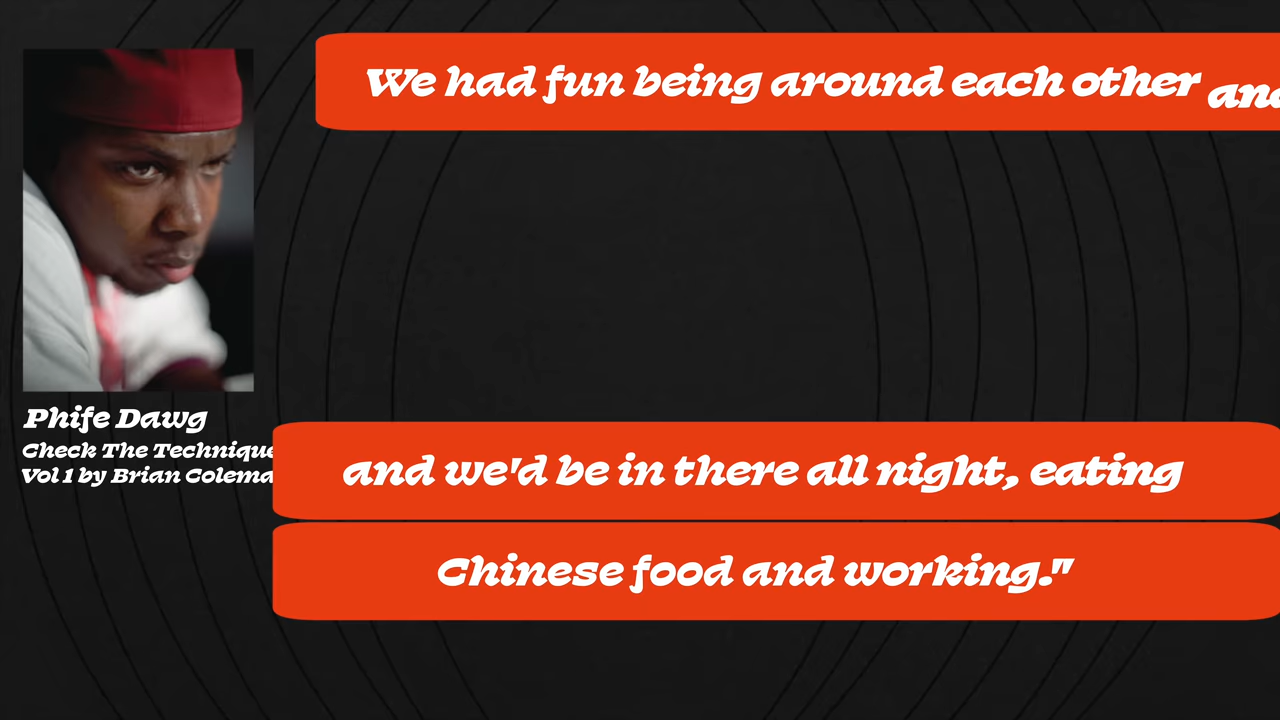 We had fun being around each other
Phife Dawg
Check The Technique
Vol 1 by Brian
and we'd be in there all night, eating
Chinese food and working."